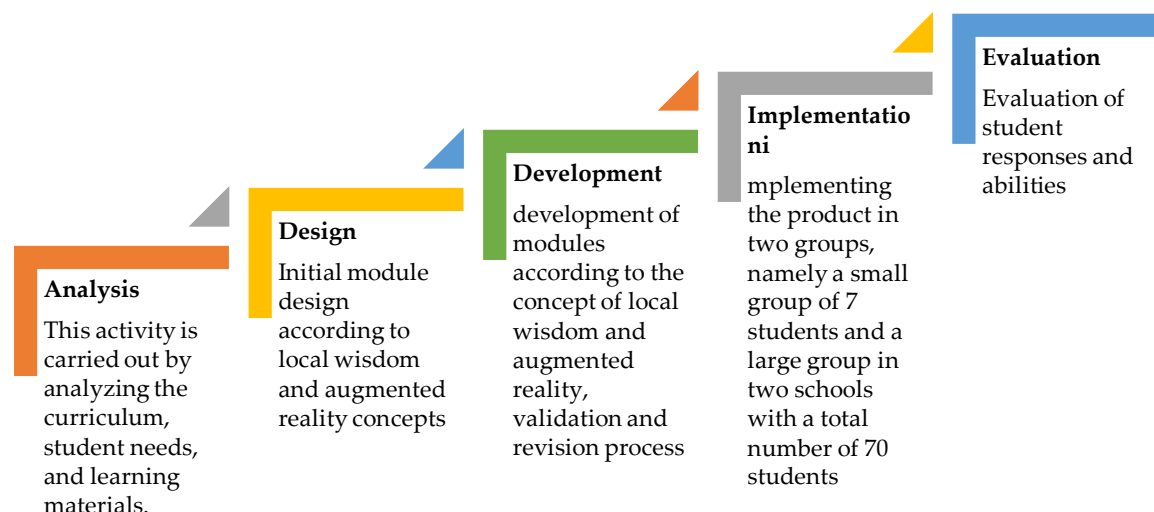 Analysis
This activity is
carried out by
analyzing the
curriculum,
student needs,
and learning
materials.
Design
Initial module
design
according to
local wisdom
and augmented
reality concepts
Development
development of
modules
according to the
concept of local
wisdom and
augmented
reality,
validation and
revision process
Implementatio
ni
mplementing
the product in
two groups,
namely a small
group of 7
students and a
large group in
two schools
with a total
number of 70
students
Evaluation
Evaluation of
student
responses and
abilities